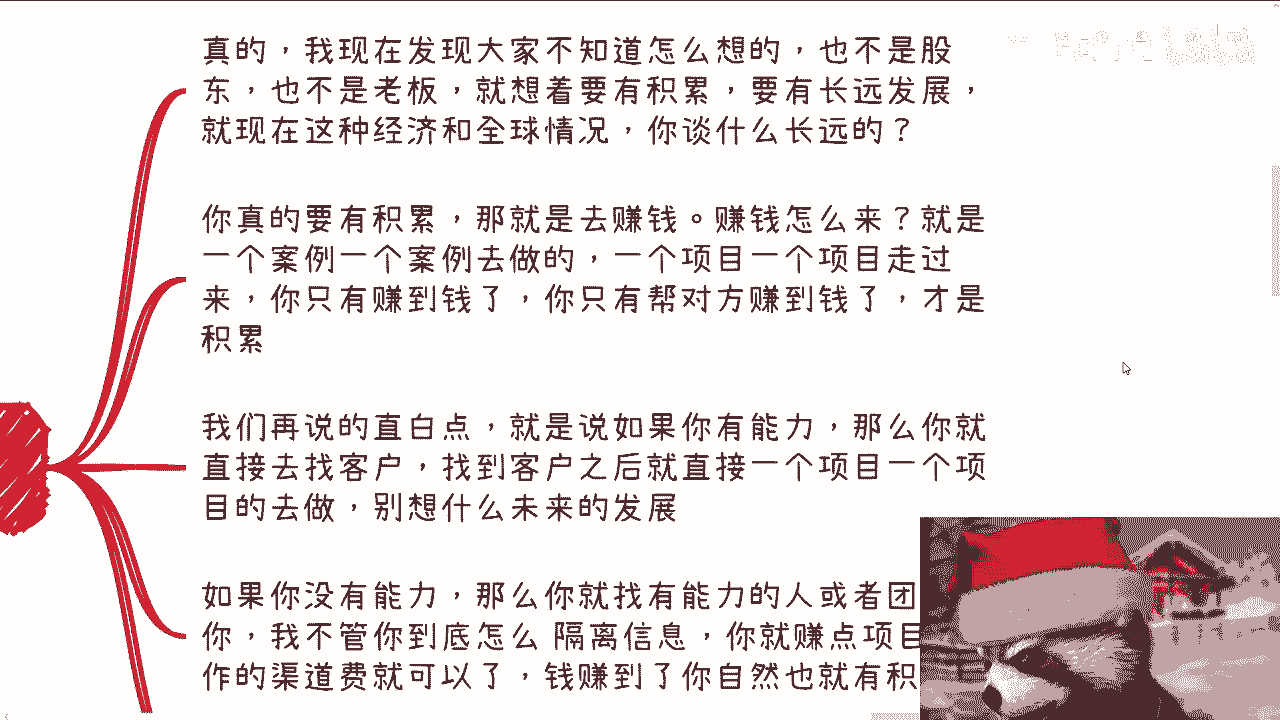 真的，我现在发现大家不知道怎么想的，也不是股
东，也不是老板，就想着要有积累，要有长远发展，
就现在这种经济和全球情况，你谈什么长远的？
你真的要有积累，那就是去赚钱。赚钱怎么来？就是
一个案例一个案例去做的，一个项目一个项目走过
来，你只有赚到钱了，你只有帮对方赚到钱了，才是
积累
我们再说的直白点，就是说如果你有能力，那么你就
直接去找客户，找到客户之后就直接一个项目一个项
目的去做，别想什么未来的发展
如果你没有能力，那么你就找有能力的人或者团
你，我不管你到底怎么 隔离信息，你就赚点项目
作的渠道费就可以了，钱赚到了你自然也就有积